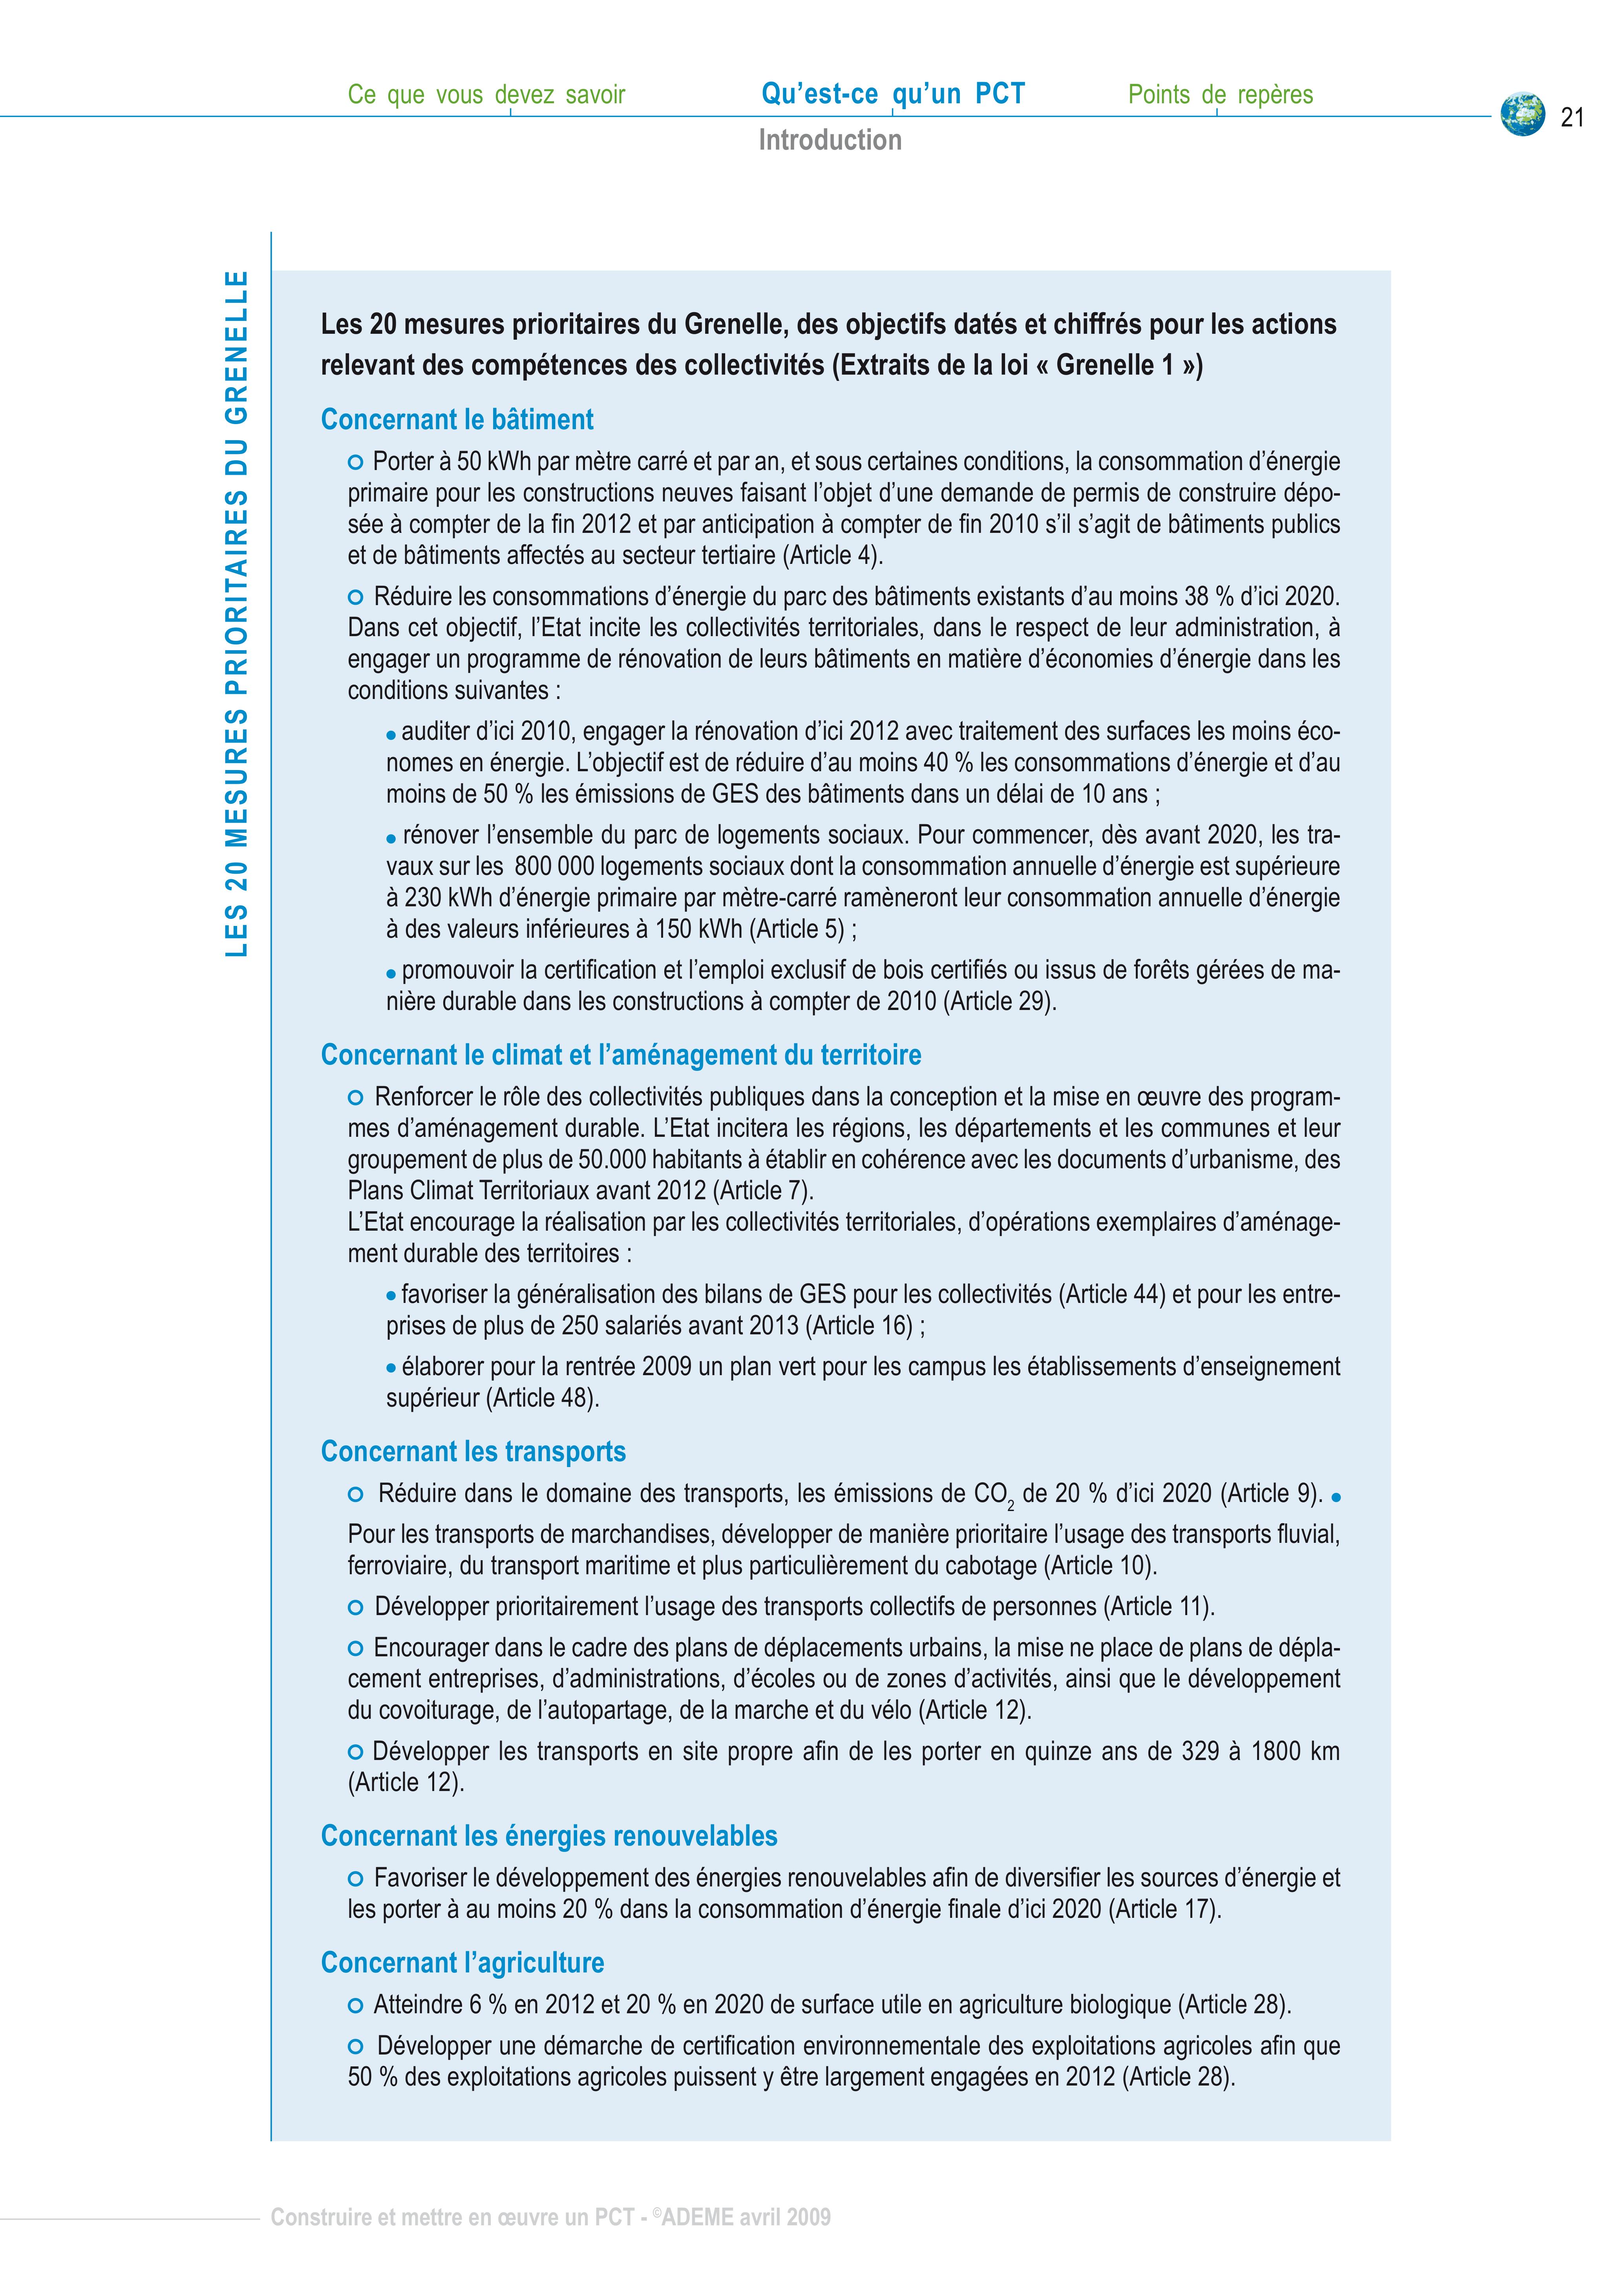 Ce que vous devez savoir
Qu’est-ce qu’un PCT
Points de repères
21
Introduction
LES 20 MESURES PRIORITAIRES DU GRENELLE
Les 20 mesures prioritaires du Grenelle, des objectifs datés et chiffrés pour les actions
relevant des compétences des collectivités (Extraits de la loi « Grenelle 1 »)
Concernant le bâtiment
Porter à 50 kWh par mètre carré et par an, et sous certaines conditions, la consommation d’énergie
primaire pour les constructions neuves faisant l’objet d’une demande de permis de construire dépo-
sée à compter de la fin 2012 et par anticipation à compter de fin 2010 s’il s’agit de bâtiments publics
et de bâtiments affectés au secteur tertiaire (Article 4).
Réduire les consommations d’énergie du parc des bâtiments existants d’au moins 38 % d’ici 2020.
Dans cet objectif, l’Etat incite les collectivités territoriales, dans le respect de leur administration, à
engager un programme de rénovation de leurs bâtiments en matière d’économies d’énergie dans les
conditions suivantes :
• auditer d’ici 2010, engager la rénovation d’ici 2012 avec traitement des surfaces les moins éco-
nomes en énergie. L’objectif est de réduire d’au moins 40 % les consommations d’énergie et d’au
moins de 50 % les émissions de GES des bâtiments dans un délai de 10 ans ;
• rénover l’ensemble du parc de logements sociaux. Pour commencer, dès avant 2020, les tra-
vaux sur les 800 000 logements sociaux dont la consommation annuelle d’énergie est supérieure
à 230 kWh d’énergie primaire par mètre-carré ramèneront leur consommation annuelle d’énergie
à des valeurs inférieures à 150 kWh (Article 5) ;
• promouvoir la certification et l’emploi exclusif de bois certifiés ou issus de forêts gérées de ma-
nière durable dans les constructions à compter de 2010 (Article 29).
Concernant le climat et l’aménagement du territoire
Renforcer le rôle des collectivités publiques dans la conception et la mise en œuvre des program-
mes d’aménagement durable. L’Etat incitera les régions, les départements et les communes et leur
groupement de plus de 50.000 habitants à établir en cohérence avec les documents d’urbanisme, des
Plans Climat Territoriaux avant 2012 (Article 7).
L’Etat encourage la réalisation par les collectivités territoriales, d’opérations exemplaires d’aménage-
ment durable des territoires :
• favoriser la généralisation des bilans de GES pour les collectivités (Article 44) et pour les entre-
prises de plus de 250 salariés avant 2013 (Article 16) ;
• élaborer pour la rentrée 2009 un plan vert pour les campus les établissements d’enseignement
supérieur (Article 48).
Concernant les transports
Réduire dans le domaine des transports, les émissions de CO2 de 20 % d’ici 2020 (Article 9). •
Pour les transports de marchandises, développer de manière prioritaire l’usage des transports fluvial,
ferroviaire, du transport maritime et plus particulièrement du cabotage (Article 10).
Développer prioritairement l’usage des transports collectifs de personnes (Article 11).
Encourager dans le cadre des plans de déplacements urbains, la mise ne place de plans de dépla-
cement entreprises, d’administrations, d’écoles ou de zones d’activités, ainsi que le développement
du covoiturage, de l’autopartage, de la marche et du vélo (Article 12).
Développer les transports en site propre afin de les porter en quinze ans de 329 à 1800 km
(Article 12).
Concernant les énergies renouvelables
Favoriser le développement des énergies renouvelables afin de diversifier les sources d’énergie et
les porter à au moins 20 % dans la consommation d’énergie finale d’ici 2020 (Article 17).
Concernant l’agriculture
Atteindre 6 % en 2012 et 20 % en 2020 de surface utile en agriculture biologique (Article 28).
Développer une démarche de certification environnementale des exploitations agricoles afin que
50 % des exploitations agricoles puissent y être largement engagées en 2012 (Article 28).
Construire et mettre en œuvre un PCT - ©ADEME avril 2009